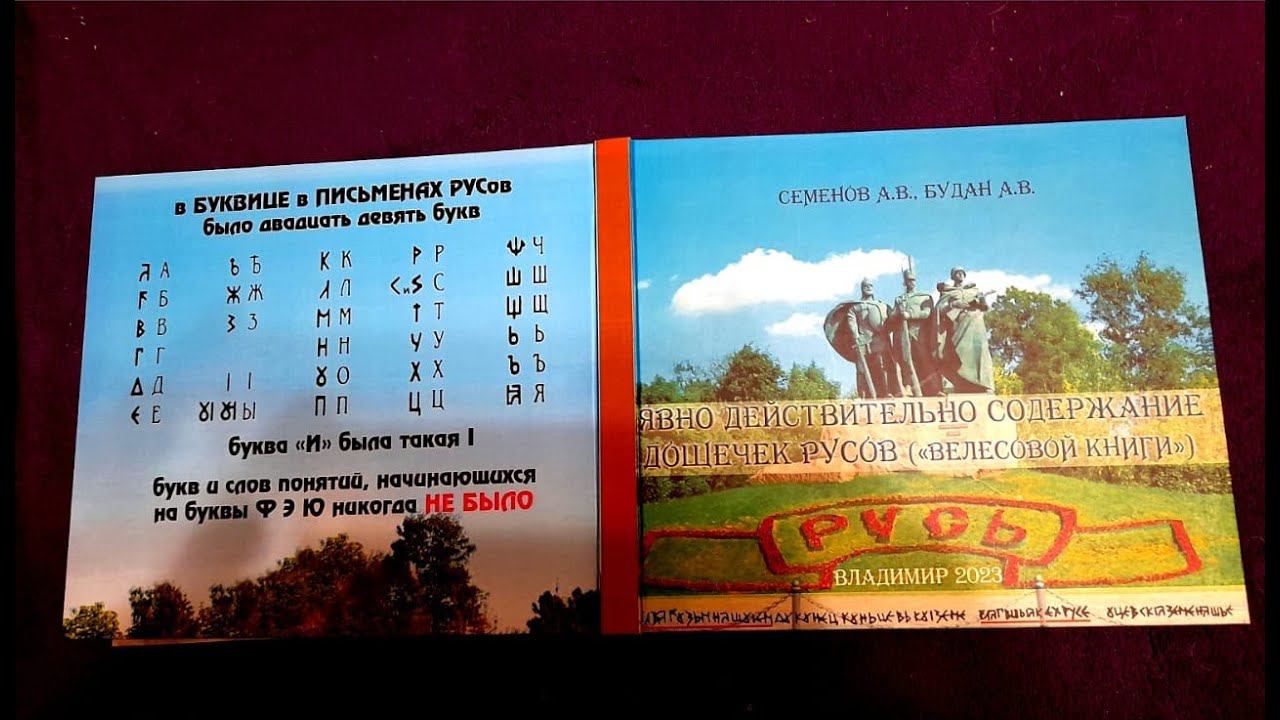 в БУКВИЦЕ в ПИСЬМЕНАХ РУСов
было двадцать девять букв
А Ѣ К Р Ч
Б Ж Л и С Ш
В З М Т Щ
Г Н У Ь
Д І О Х Ъ
Е Ы П Ц Я
буква «И» была такая I
букв и слов понятий, начинающихся
на буквы Ф Э Ю никогда НЕ БЫЛО
СЕМЕНОВ А.В., БУДАН А.В.
ЯВНО ДЕЙСТВИТЕЛЬНО СОДЕРЖАНИЕ
ДОЩЕЧЕК РУСОВ («ВЕЛЕСОВОЙ КНИГИ»)
РУСЬ
ВЛАДИМИР 2023